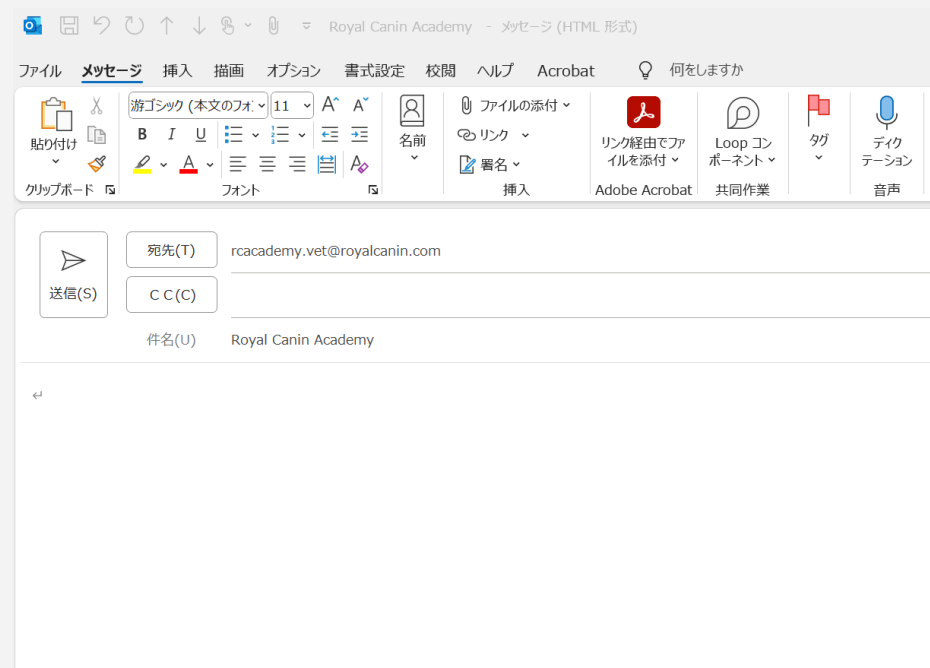 Royal Canin Academy - メッセージ (HTML 形式)
ファイル メッセージ 挿入 描画 オプション 書式設定 校閲 ヘルプ Acrobat 何をしますか
貼り付け
クリップボード
游ゴシック (本文のフォ 11
B I U
A
フォント
名前
ファイルの添付
リンク
署名
挿入
リンク経由でファ
イルを添付
Adobe Acrobat
Loop コン
ポーネント
共同作業
タグ
ディク
テーション
音声
送信(S)
宛先(T) rcacademy.vet@royalcanin.com
C C(C)
件名(U) Royal Canin Academy